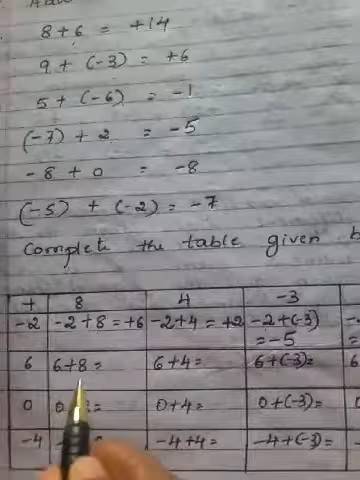 8 + 6 = +14
9 + (-3) = +6
5 + (-6) = -1
(-7) + 2 = -5
-8 + 0 = -8
(-5) + (-2) = -7
Complete the table given
+ 8 4 -3
-2 -2+8=+6 -2+4=+2 -2+(-3) =-5
6 6+8= 6+4= 6+(-3)=
0 0+4= 0+(-3)=
-4 -4+4= -4+(-3)=